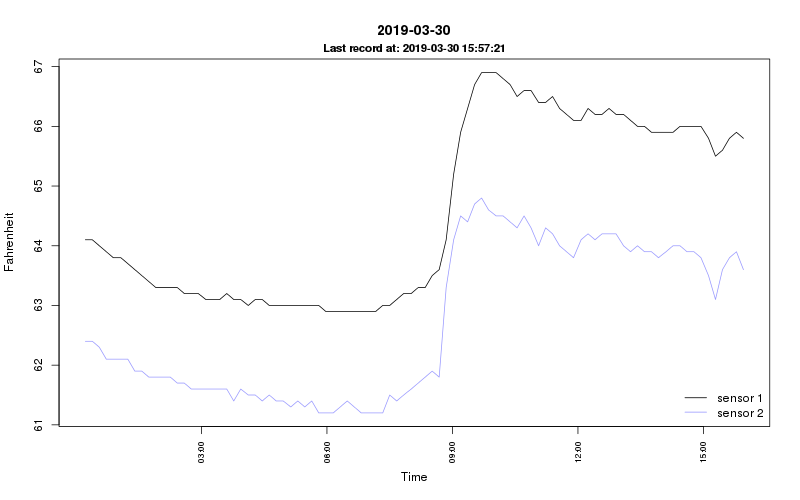 2019-03-30
Last record at: 2019-03-30 15:57:21
Fahrenheit
67
66
65
64
63
62
61
03:00
06:00
09:00
12:00
15:00
Time
sensor 1
sensor 2